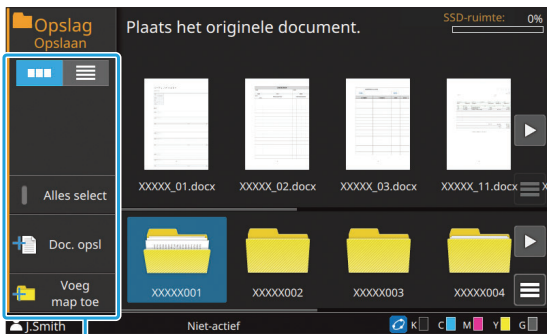 Opslag
Opslaan
Plaats het originele document.
SSD-ruimte: 0%
XXXXX_01.docx XXXXX_02.docx XXXXX_03.docx XXXXX_11.docx X
Alles select
Doc. opsl
Voeg
map toe
XXXXX001 XXXXX002 XXXXX003 XXXXX004
J.Smith Niet-actief K C M Y G